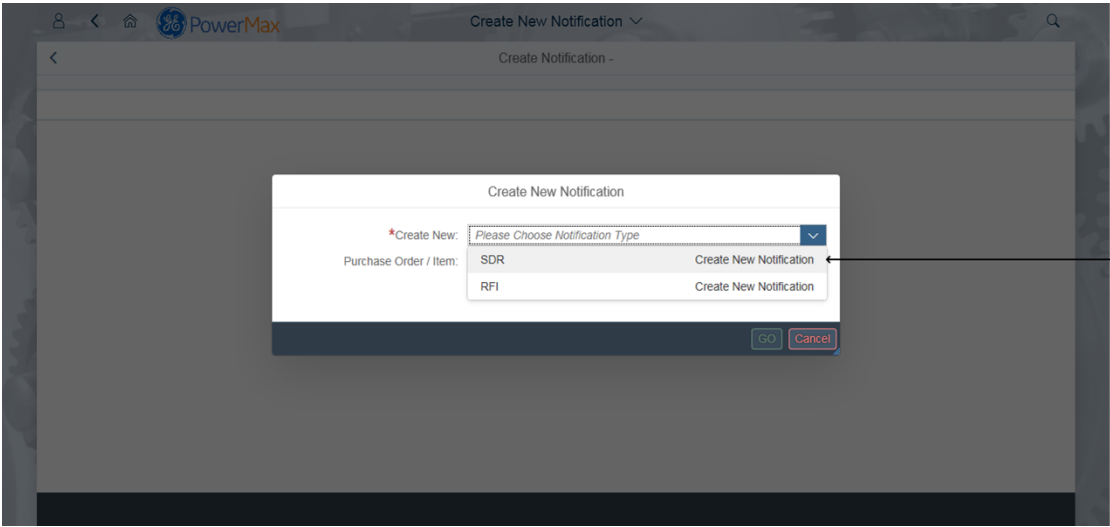 PowerMax
Create New Notification
Create Notification -
Create New Notification
*Create New: Please Choose Notification Type
Purchase Order / Item:
SDR Create New Notification
RFI Create New Notification
GO Cancel